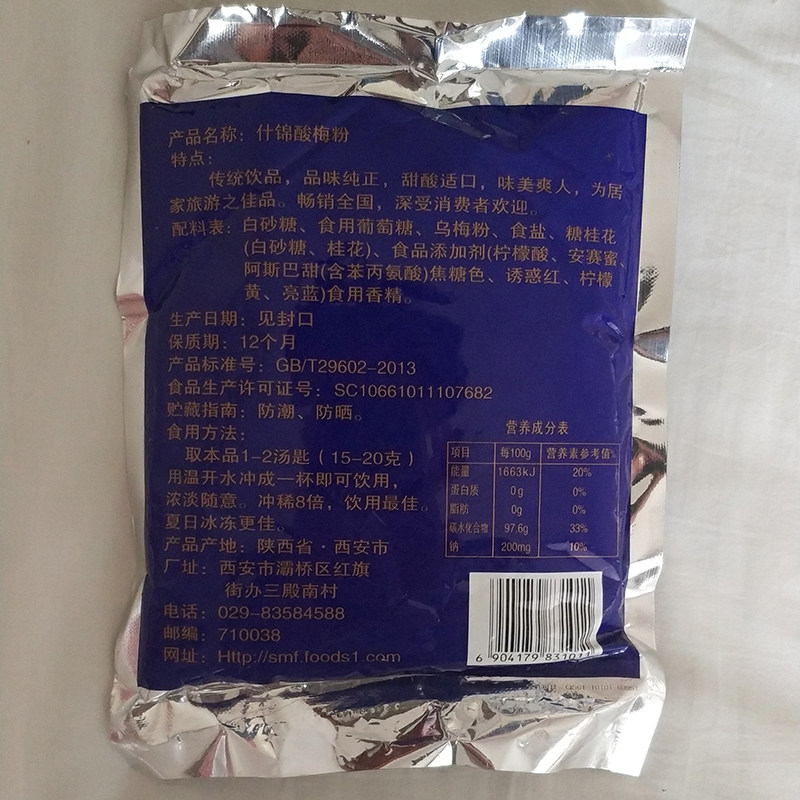 产品名称：什锦酸梅粉
特点：
传统饮品，品味纯正，甜酸适口，味美爽人，为居
家旅游之佳品。畅销全国，深受消费者欢迎。
配料表：白砂糖、食用葡萄糖、乌梅粉、食盐、糖桂花
(白砂糖、桂花)、食品添加剂(柠檬酸、安赛蜜、
阿斯巴甜(含苯丙氨酸)焦糖色、诱惑红、柠檬
黄、亮蓝)食用香精。
生产日期：见封口
保质期：12个月
产品标准号：GB/T29602-2013
食品生产许可证号：SC10661011107682
贮藏指南：防潮、防晒。
食用方法：
取本品1-2汤匙（15-20克）
用温开水冲成一杯即可饮用，
浓淡随意。冲稀8倍，饮用最佳。
夏日冰冻更佳。
产品产地：陕西省·西安市
厂址：西安市灞桥区红旗
街办三殿南村
电话：029-83584588
邮编：710038
网址：Http://smf.foods1.com
营养成分表
项目 每100g 营养素参考值%
能量 1663kJ 20%
蛋白质 0g 0%
脂肪 0g 0%
碳水化合物 97.6g 33%
钠 200mg 10%
6 904179 831011